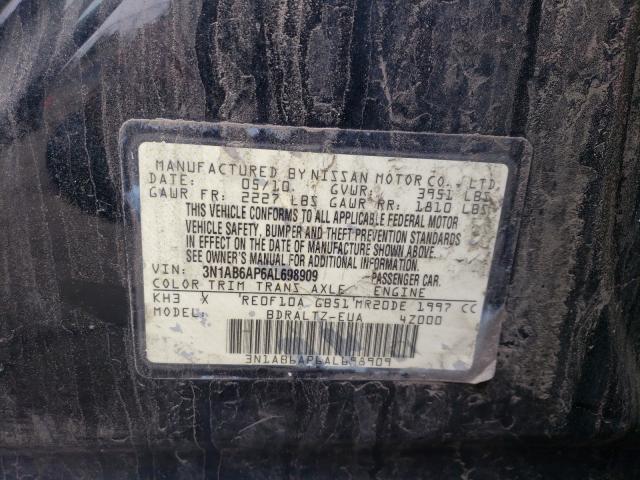 MANUFACTURED BY NISSAN MOTOR CO., LTD.
DATE: 05/10 GVWR: 3951 LBS
GAWR FR: 2227 LBS GAWR RR: 1810 LBS
THIS VEHICLE CONFORMS TO ALL APPLICABLE FEDERAL MOTOR
VEHICLE SAFETY, BUMPER AND THEFT PREVENTION STANDARDS
IN EFFECT ON THE DATE OF MANUFACTURE SHOWN ABOVE.
SEE OWNER'S MANUAL FOR ADDITIONAL INFORMATION.
VIN: 3N1AB6AP6AL698909 PASSENGER CAR.
COLOR TRIM TRANS AXLE ENGINE
KH3 X RE0F10A GB51 MR20DE 1997 CC
MODEL: BDRALTZ-EUA 42000
3N1AB6AP6AL698909